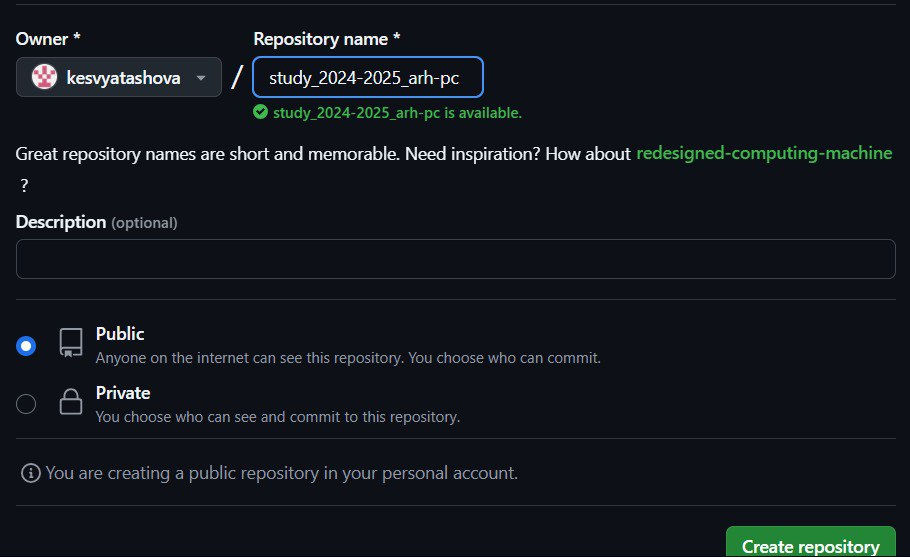 Owner * Repository name *
kesvyatashova / study_2024-2025_arh-pc
study_2024-2025_arh-pc is available.
Great repository names are short and memorable. Need inspiration? How about redesigned-computing-machine
?
Description (optional)
Public
Anyone on the internet can see this repository. You choose who can commit.
Private
You choose who can see and commit to this repository.
You are creating a public repository in your personal account.
Create repository